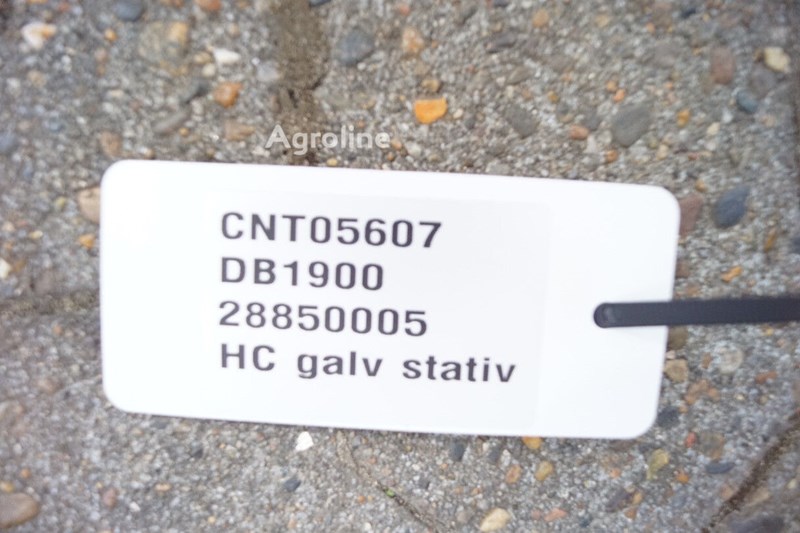 Agroline
CNT05607
DB1900
28850005
HC galv stativ